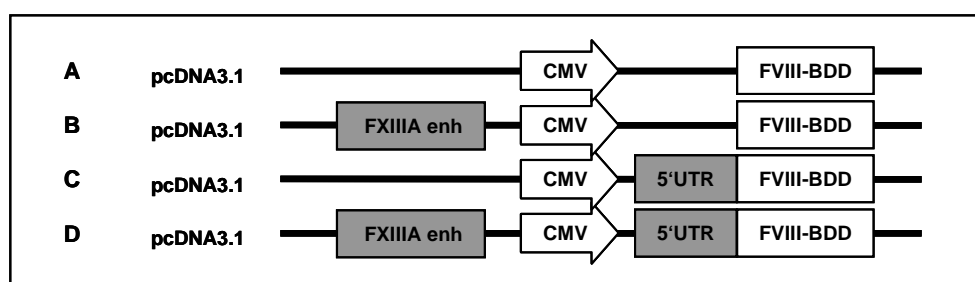 A pcDNA3.1 CMV FVIII-BDD
B pcDNA3.1 FXIIIA enh CMV FVIII-BDD
C pcDNA3.1 CMV 5‘UTR FVIII-BDD
D pcDNA3.1 FXIIIA enh CMV 5‘UTR FVIII-BDD